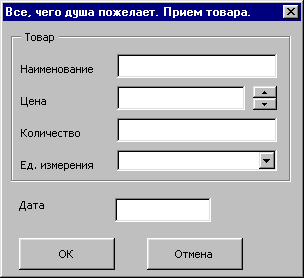 Все, чего душа пожелает. Прием товара.
Товар
Наименование
Цена
Количество
Ед. измерения
Дата
OK
Отмена